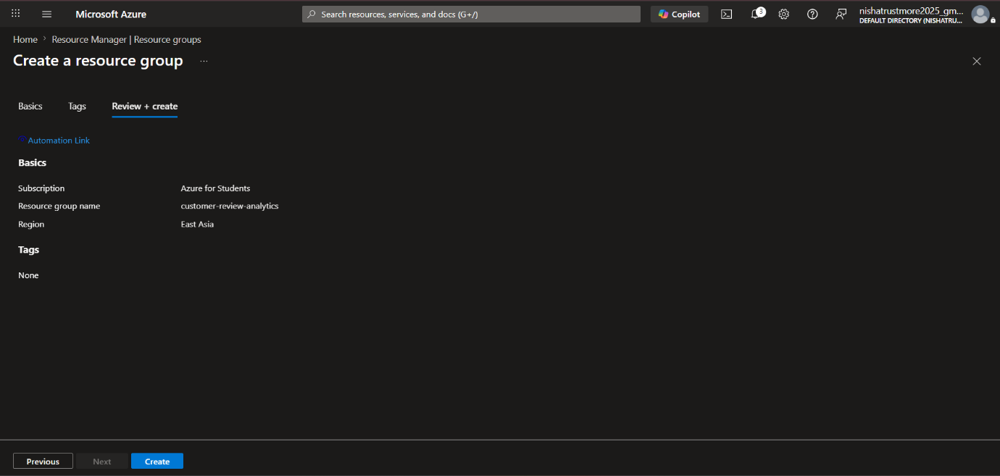 Microsoft Azure
Search resources, services, and docs (G+/)
Copilot
3
nishatrustmore2025_gm...
DEFAULT DIRECTORY (NISHATRU...
Home > Resource Manager | Resource groups
Create a resource group ...
Basics Tags Review + create
Automation Link
Basics
Subscription Azure for Students
Resource group name customer-review-analytics
Region East Asia
Tags
None
Previous Next Create